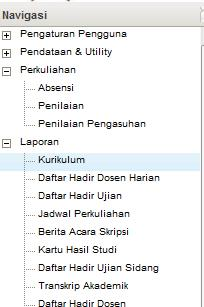 Navigasi
Pengaturan Pengguna
Pendataan & Utility
Perkuliahan
Absensi
Penilaian
Penilaian Pengasuhan
Laporan
Kurikulum
Daftar Hadir Dosen Harian
Daftar Hadir Ujian
Jadwal Perkuliahan
Berita Acara Skripsi
Kartu Hasil Studi
Daftar Hadir Ujian Sidang
Transkrip Akademik
Daftar Hadir Dosen